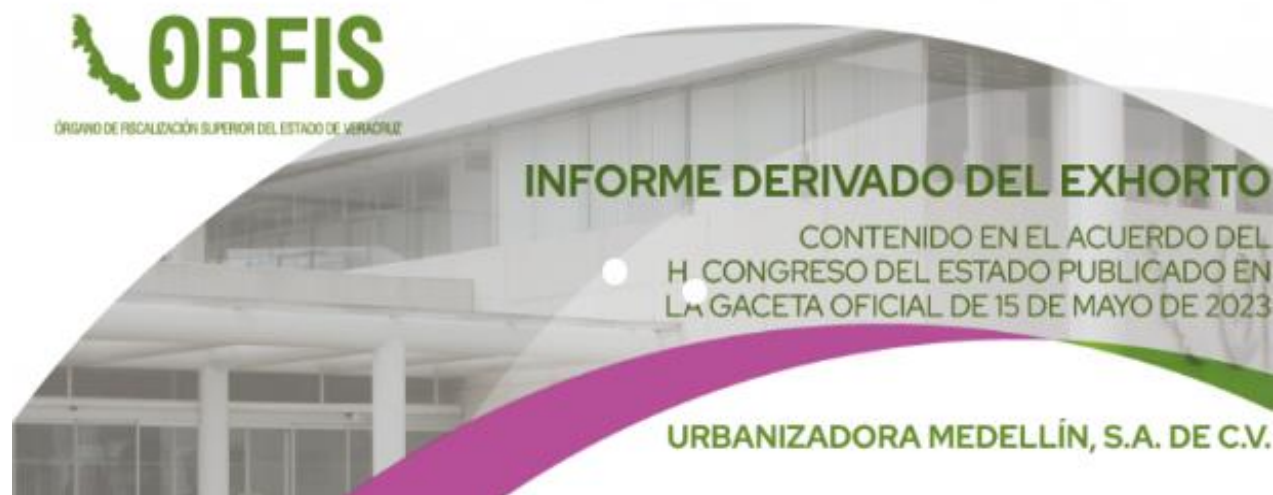 ORFIS
ÓRGANO DE FISCALIZACIÓN SUPERIOR DEL ESTADO DE VERACRUZ
INFORME DERIVADO DEL EXHORTO
CONTENIDO EN EL ACUERDO DEL
H. CONGRESO DEL ESTADO PUBLICADO EN
LA GACETA OFICIAL DE 15 DE MAYO DE 2023
URBANIZADORA MEDELLÍN, S.A. DE C.V.